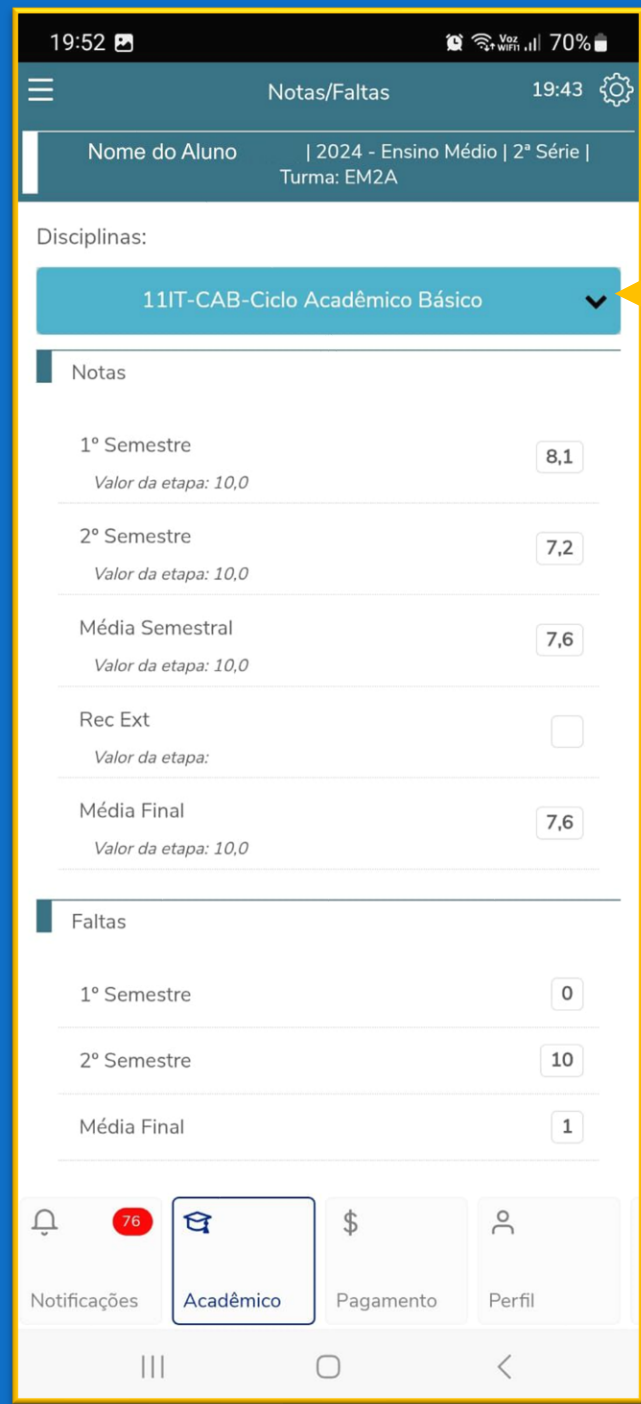 19:52 Voz WiFi1 70%
Notas/Faltas 19:43
Nome do Aluno | 2024 - Ensino Médio | 2ª Série |
Turma: EM2A
Disciplinas:
11IT-CAB-Ciclo Acadêmico Básico
Notas
1º Semestre 8,1
Valor da etapa: 10,0
2º Semestre 7,2
Valor da etapa: 10,0
Média Semestral 7,6
Valor da etapa: 10,0
Rec Ext
Valor da etapa:
Média Final 7,6
Valor da etapa: 10,0
Faltas
1º Semestre 0
2º Semestre 10
Média Final 1
76 $
Notificações Acadêmico Pagamento Perfil